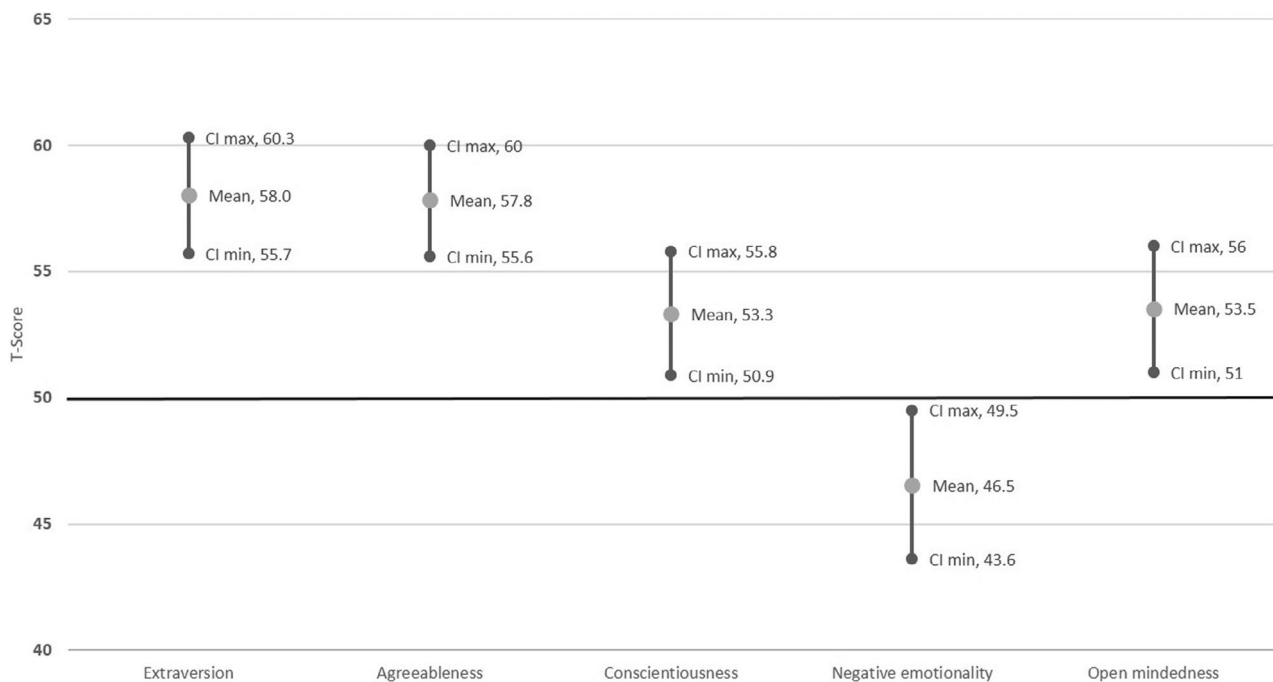 65
60
55
50
45
40
T-Score
CI max, 60.3
Mean, 58.0
CI min, 55.7
CI max, 60
Mean, 57.8
CI min, 55.6
CI max, 55.8
Mean, 53.3
CI min, 50.9
CI max, 49.5
Mean, 46.5
CI min, 43.6
CI max, 56
Mean, 53.5
CI min, 51
Extraversion
Agreeableness
Conscientiousness
Negative emotionality
Open mindedness